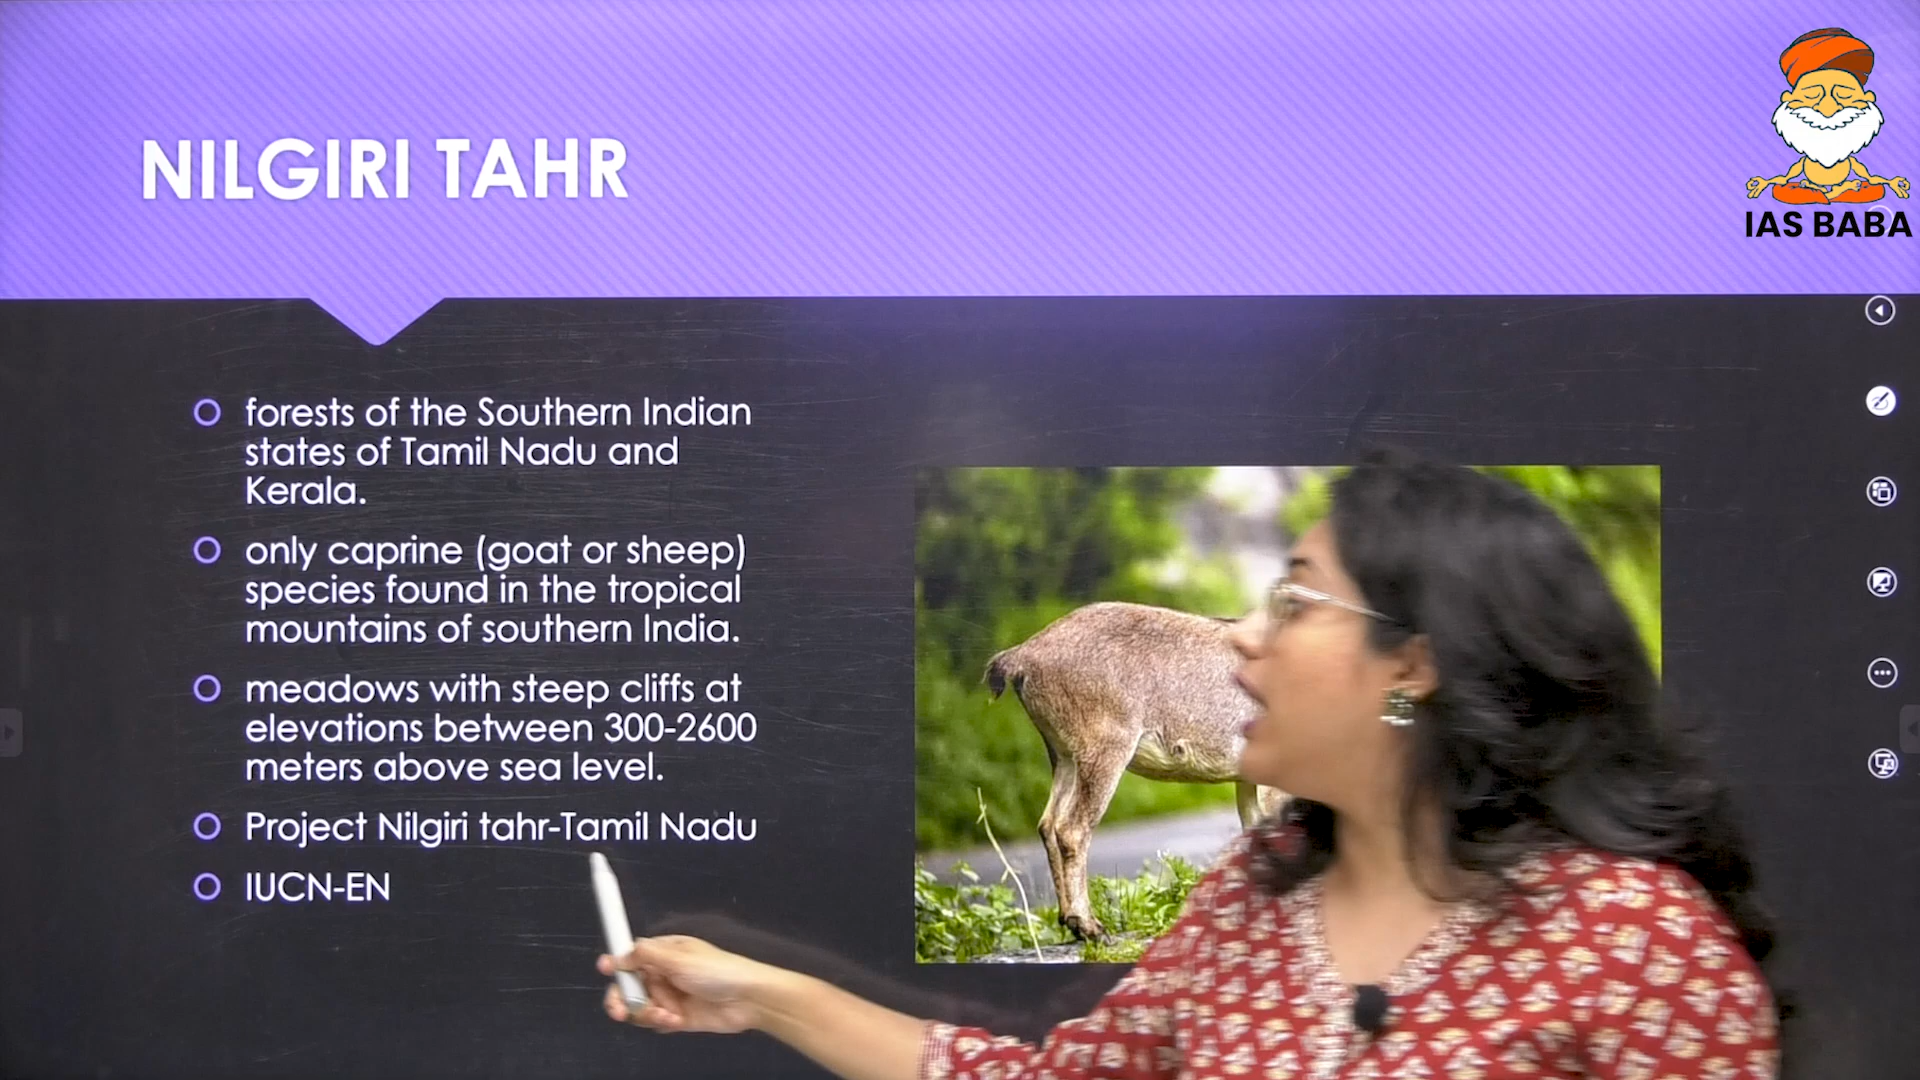 NILGIRI TAHR
IAS BABA
forests of the Southern Indian
states of Tamil Nadu and
Kerala.
only caprine (goat or sheep)
species found in the tropical
mountains of southern India.
meadows with steep cliffs at
elevations between 300-2600
meters above sea level.
Project Nilgiri tahr-Tamil Nadu
IUCN-EN